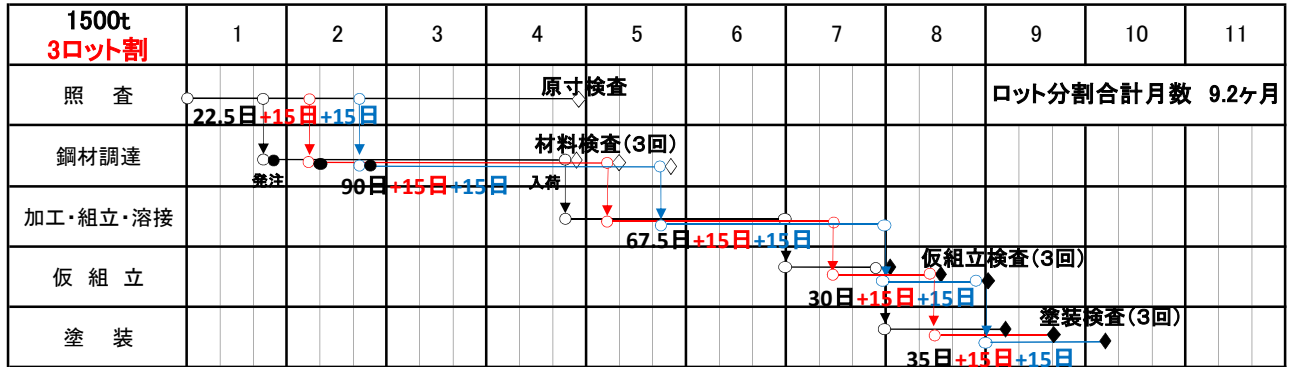 1500t
3ロット割
1 2 3 4 5 6 7 8 9 10 11
照 査
原寸検査
ロット分割合計月数 9.2ヶ月
22.5日+15日+15日
鋼材調達
材料検査(3回)
発注
90日+15日+15日
入荷
加工・組立・溶接
67.5日+15日+15日
仮 組 立
仮組立検査(3回)
30日+15日+15日
塗 装
塗装検査(3回)
35日+15日+15日